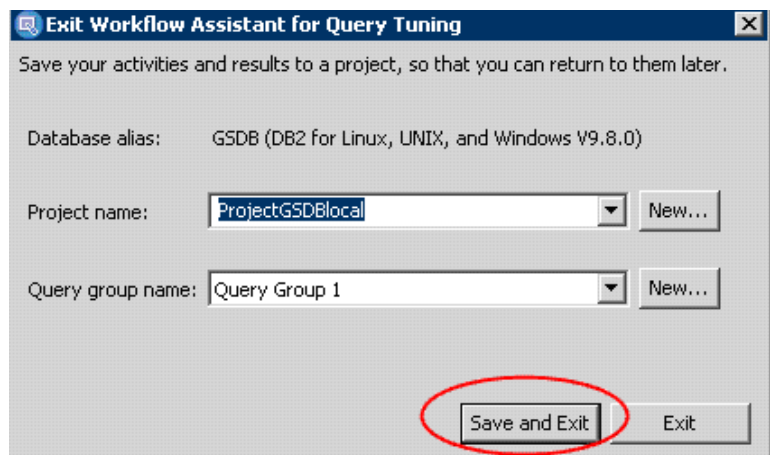 Exit Workflow Assistant for Query Tuning
Save your activities and results to a project, so that you can return to them later.
Database alias: GSDB (DB2 for Linux, UNIX, and Windows V9.8.0)
Project name: ProjectGSDBlocal New...
Query group name: Query Group 1 New...
Save and Exit Exit